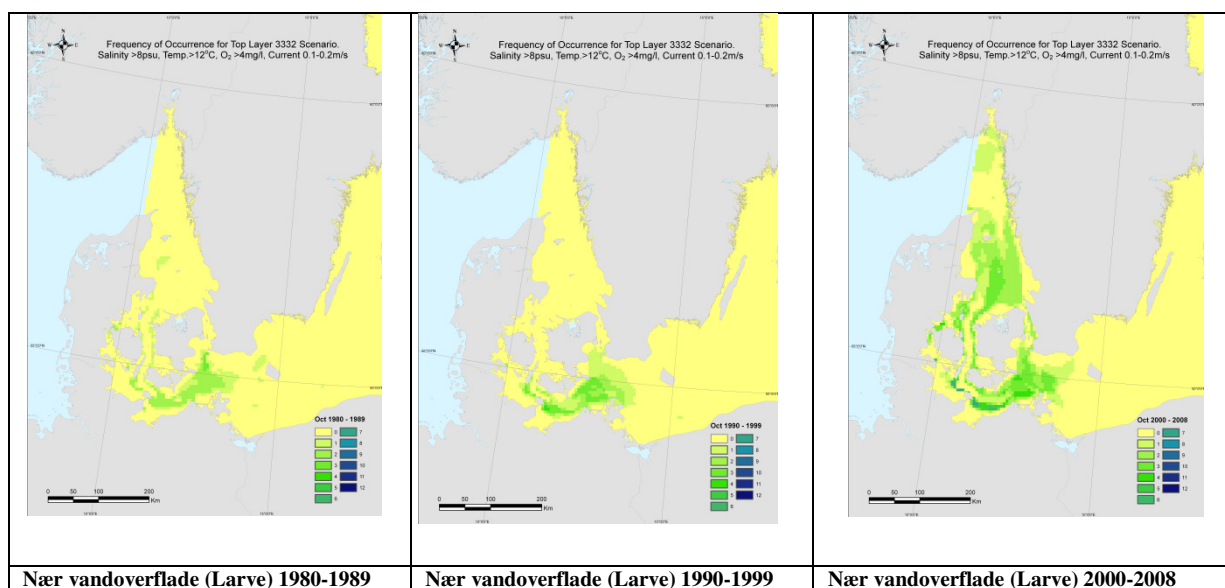 Frequency of Occurrence for Top Layer 3332 Scenario.
Salinity >8psu, Temp.>12°C, O₂ >4mg/l, Current 0.1-0.2m/s
N
W E
S
Oct 1980 - 1989
0 7
1 8
2 9
3 10
4 11
5 12
6
0 50 100 200
Km
Nær vandoverflade (Larve) 1980-1989
Frequency of Occurrence for Top Layer 3332 Scenario.
Salinity >8psu, Temp.>12°C, O₂ >4mg/l, Current 0.1-0.2m/s
N
W E
S
Oct 1990 - 1999
0 7
1 8
2 9
3 10
4 11
5 12
6
0 50 100 200
Km
Nær vandoverflade (Larve) 1990-1999
Frequency of Occurrence for Top Layer 3332 Scenario.
Salinity >8psu, Temp.>12°C, O₂ >4mg/l, Current 0.1-0.2m/s
N
W E
S
Oct 2000 - 2008
0 7
1 8
2 9
3 10
4 11
5 12
6
0 50 100 200
Km
Nær vandoverflade (Larve) 2000-2008